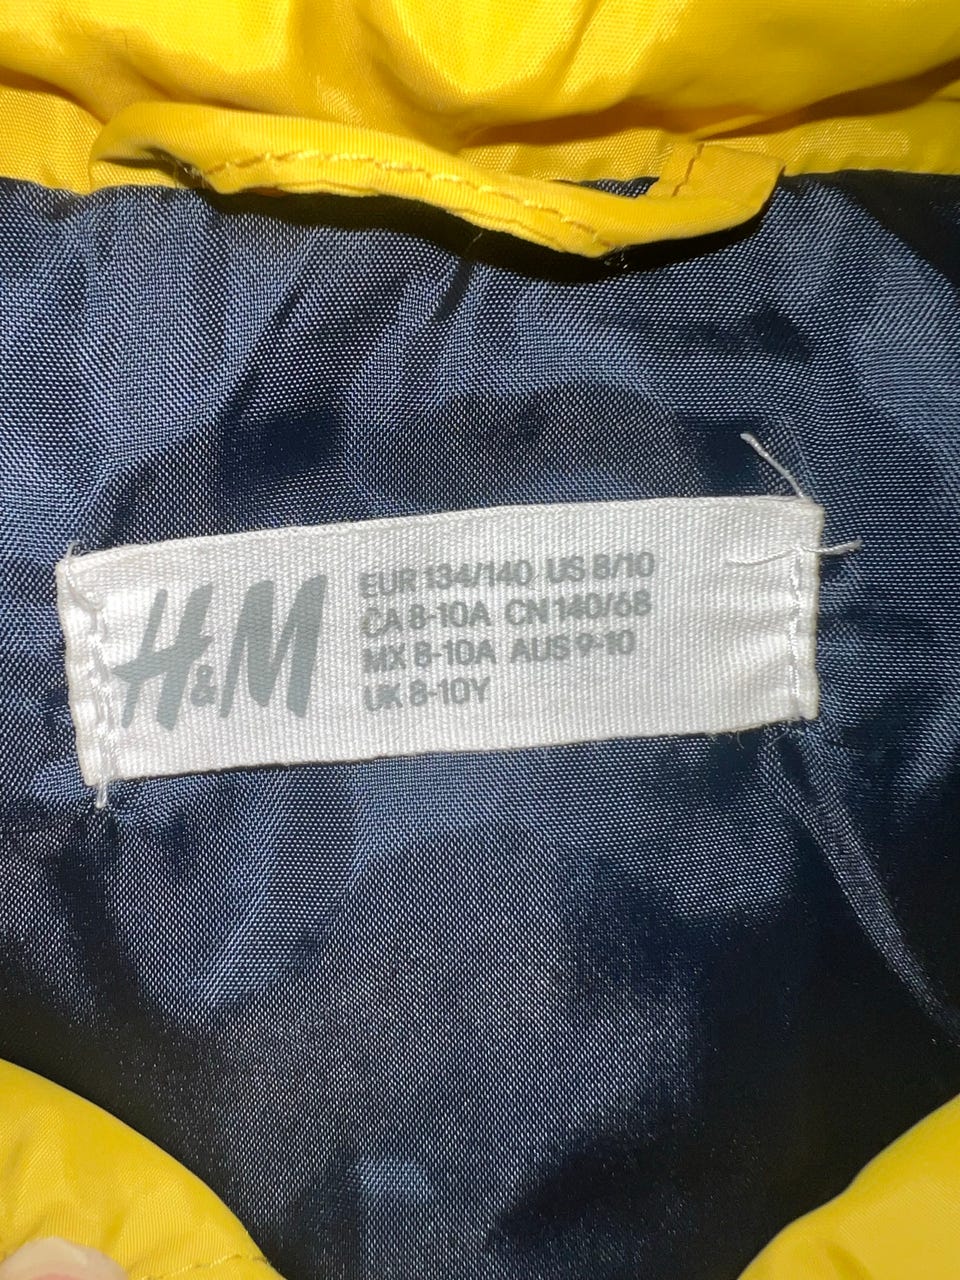 H&M
EUR 134/140 US 8/10
CA 8-10A CN 140/68
MX 8-10A AUS 9-10
UK 8-10Y